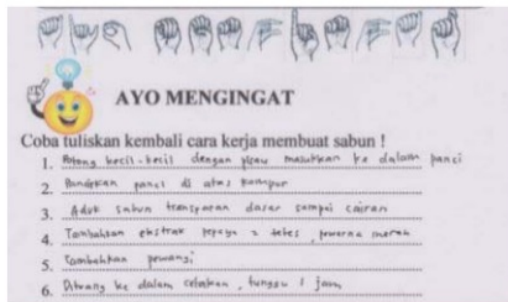 AYO MENGINGAT
Coba tuliskan kembali cara kerja membuat sabun !
1. Potong kecil-kecil dengan pisau masukkan ke dalam panci
2. panci di atas kompor
3. Aduk sabun transparan dasar sampai cairan
4. Tambahkan ekstrak pepaya 2 tetes, pewarna merah
5. Tambahkan pewangi
6. Dituang ke dalam cetakan, tunggu 1 jam